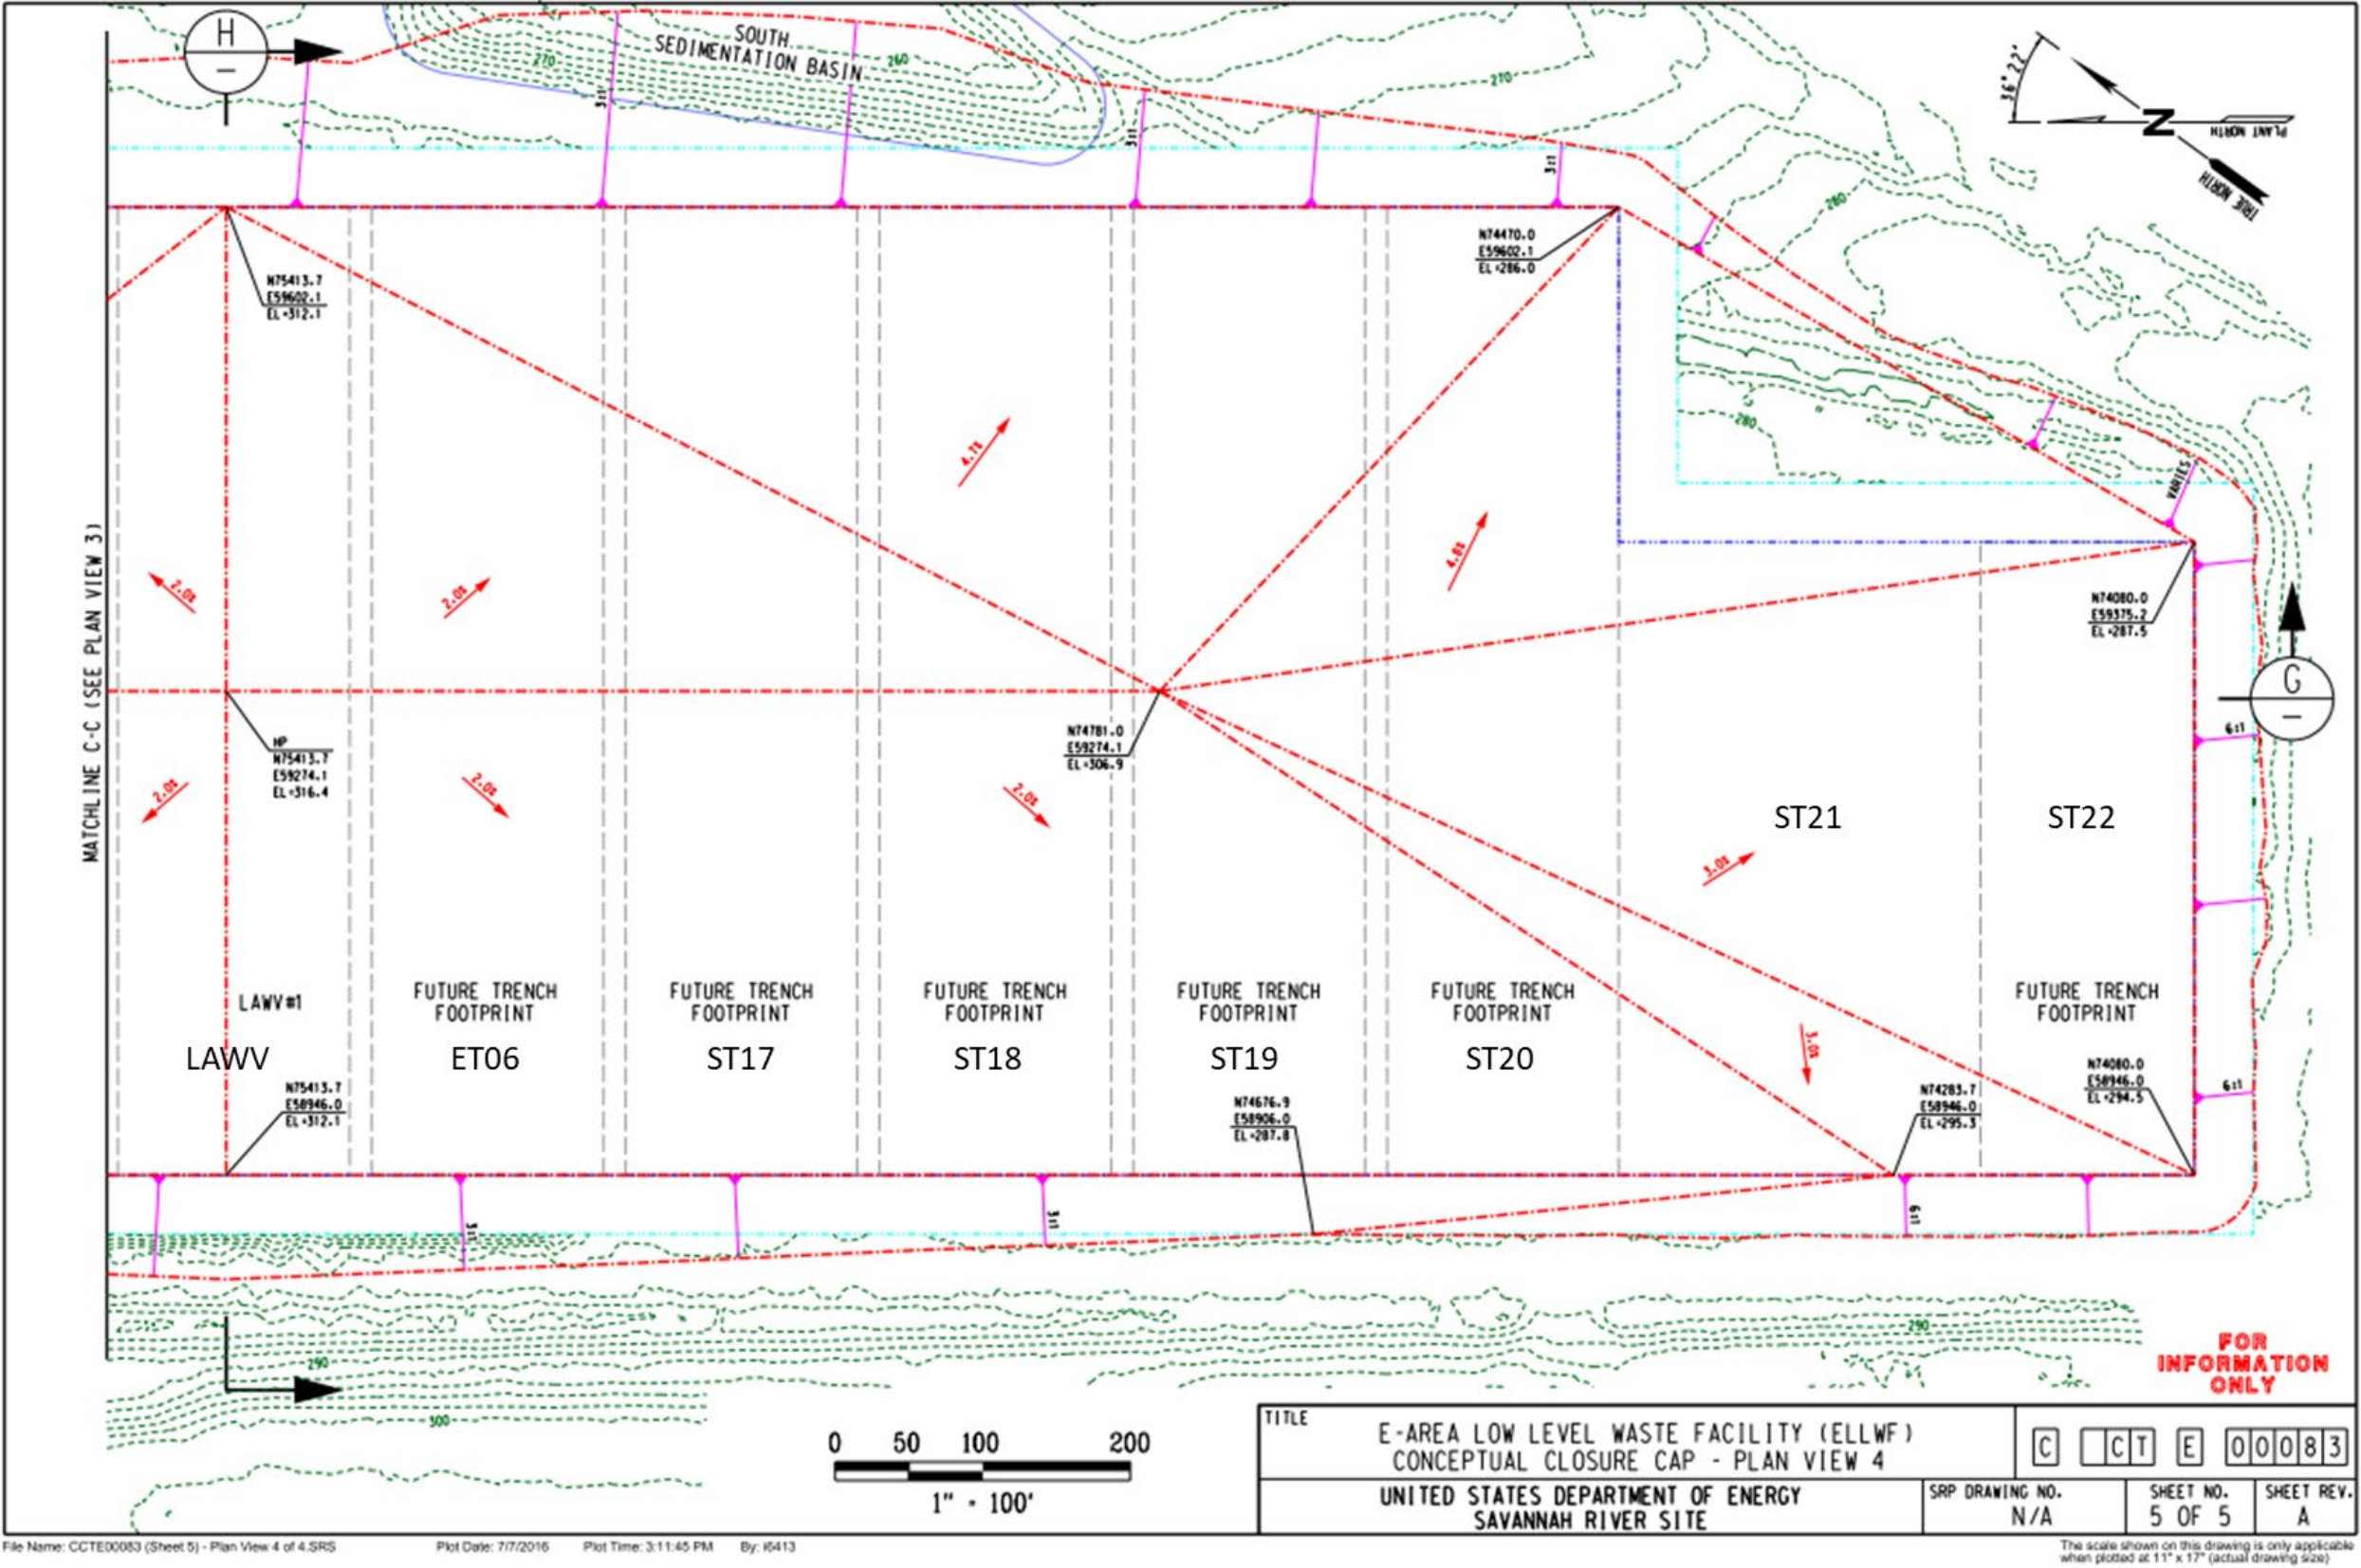 H
SOUTH
SEDIMENTATION BASIN
270
260
270
280
280
3:1
3:1
3:1
36°22'
N
PLANT NORTH
TRUE NORTH
N75413.7
E59602.1
EL=312.1
N74470.0
E59602.1
EL=286.0
VARIES
4.7%
4.8%
2.0%
2.0%
N74080.0
E59375.2
EL=287.5
MATCHLINE C-C (SEE PLAN VIEW 3)
G
HP
N75413.7
E59274.1
EL=316.4
N74781.0
E59274.1
EL=306.9
6:1
2.0%
2.0%
2.0%
ST21
ST22
3.0%
LAWV#1
FUTURE TRENCH
FOOTPRINT
FUTURE TRENCH
FOOTPRINT
FUTURE TRENCH
FOOTPRINT
FUTURE TRENCH
FOOTPRINT
FUTURE TRENCH
FOOTPRINT
FUTURE TRENCH
FOOTPRINT
LAWV
ET06
ST17
ST18
ST19
ST20
3.0%
N75413.7
E58946.0
EL=312.1
N74676.9
E58906.0
EL=287.8
N74283.7
E58946.0
EL=295.3
N74080.0
E58946.0
EL=294.5
6:1
3:1
3:1
6:1
290
290
300
FOR
INFORMATION
ONLY
0 50 100 200
1" = 100'
TITLE
E-AREA LOW LEVEL WASTE FACILITY (ELLWF)
CONCEPTUAL CLOSURE CAP - PLAN VIEW 4
C CT E 00083
UNITED STATES DEPARTMENT OF ENERGY
SAVANNAH RIVER SITE
SRP DRAWING NO.
N/A
SHEET NO.
5 OF 5
SHEET REV.
A
File Name: CCTE00083 (Sheet 5) - Plan View 4 of 4.SRS Plot Date: 7/7/2016 Plot Time: 3:11:45 PM By: i6413
The scale shown on this drawing is only applicable
when plotted at 11" x 17" (actual drawing size)